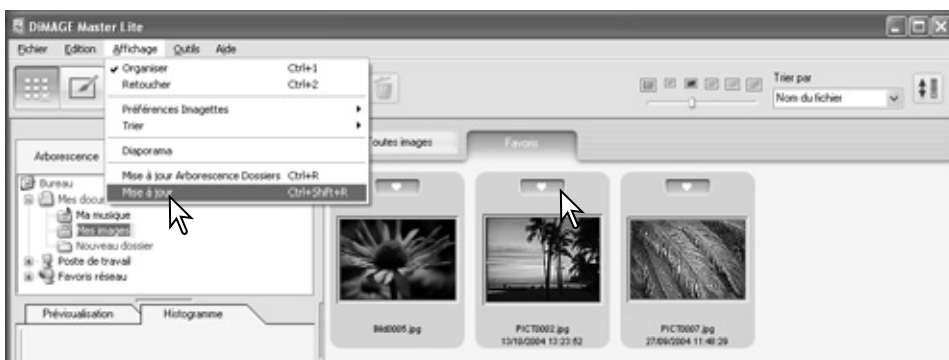 DiMAGE Master Lite
Fichier Edition Affichage Outils Aide
Organiser Ctrl+1
Retoucher Ctrl+2
Préférences Imagettes
Trier
Diaporama
Mise à jour Arborescence Dossiers Ctrl+R
Mise à jour Ctrl+Shift+R
Trier par
Nom du fichier
Toutes images
Favoris
Arborescence
Bureau
Mes docu
Ma musique
Mes images
Nouveau dossier
Poste de travail
Favoris réseau
Prévisualisation Histogramme
Bild0005.jpg
PICT0002.jpg
13/10/2004 13:23:52
PICT0007.jpg
27/09/2004 11:48:29